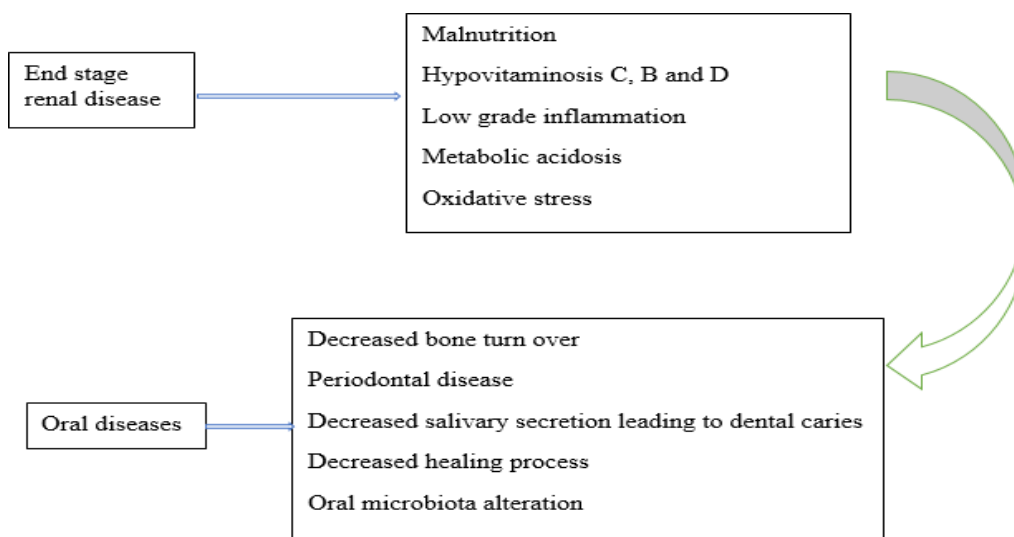 End stage
renal disease
Malnutrition
Hypovitaminosis C, B and D
Low grade inflammation
Metabolic acidosis
Oxidative stress
Oral diseases
Decreased bone turn over
Periodontal disease
Decreased salivary secretion leading to dental caries
Decreased healing process
Oral microbiota alteration